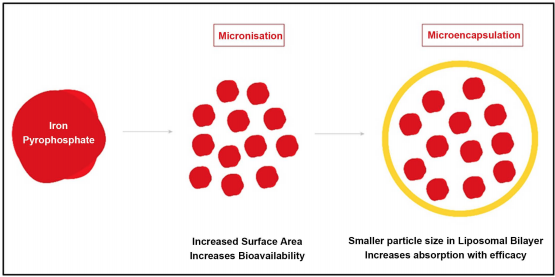 Micronisation
Microencapsulation
Iron
Pyrophosphate
Increased Surface Area
Increases Bioavailability
Smaller particle size in Liposomal Bilayer
Increases absorption with efficacy